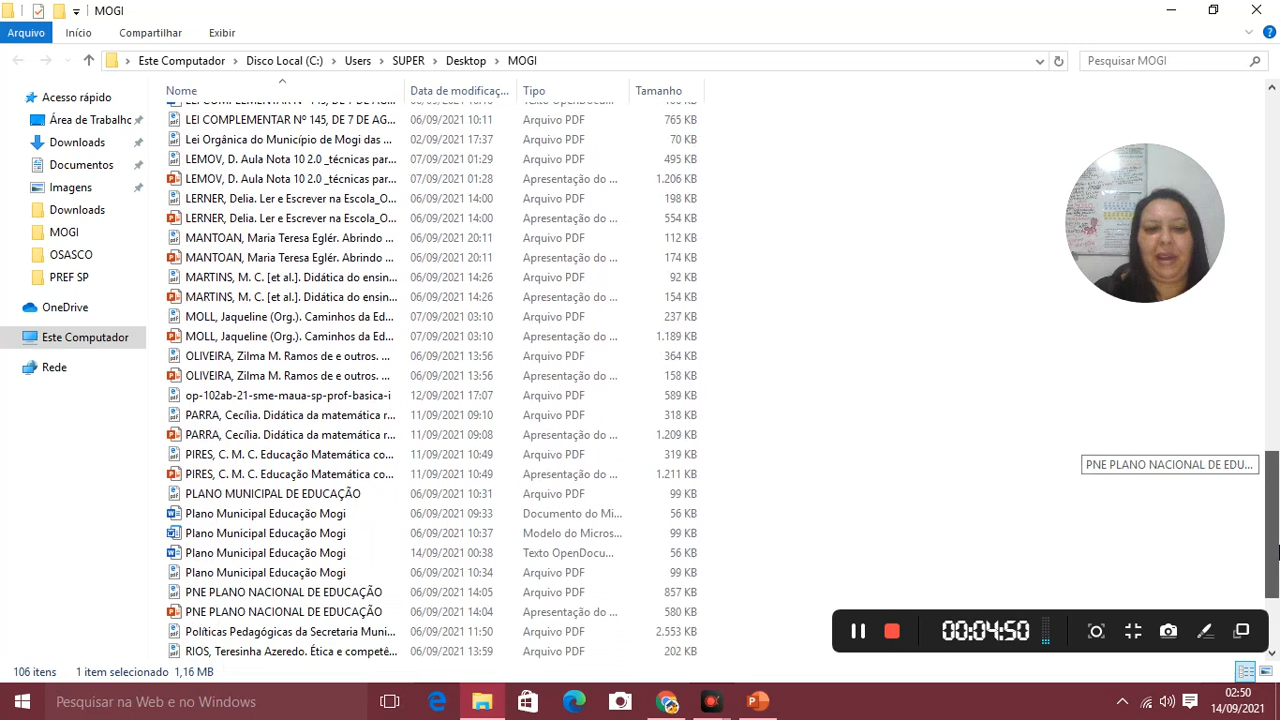 MOGI
Arquivo Início Compartilhar Exibir
Este Computador Disco Local (C:) Users SUPER Desktop MOGI
Pesquisar MOGI
Nome Data de modificaç... Tipo Tamanho
Acesso rápido
Área de Trabalho
Downloads
Documentos
Imagens
Downloads
MOGI
OSASCO
PREF SP
OneDrive
Este Computador
Rede
LEI COMPLEMENTAR Nº 145, DE 7 DE AG...
LEI COMPLEMENTAR Nº 145, DE 7 DE AG... 06/09/2021 10:11 Arquivo PDF 765 KB
Lei Orgânica do Município de Mogi das ... 02/09/2021 17:37 Arquivo PDF 70 KB
LEMOV, D. Aula Nota 10 2.0 _técnicas par... 07/09/2021 01:29 Arquivo PDF 495 KB
LEMOV, D. Aula Nota 10 2.0 _técnicas par... 07/09/2021 01:28 Apresentação do ... 1.206 KB
LERNER, Delia. Ler e Escrever na Escola_O... 06/09/2021 14:00 Arquivo PDF 198 KB
LERNER, Delia. Ler e Escrever na Escola_O... 06/09/2021 14:00 Apresentação do ... 554 KB
MANTOAN, Maria Teresa Eglér. Abrindo ... 06/09/2021 20:11 Arquivo PDF 112 KB
MANTOAN, Maria Teresa Eglér. Abrindo ... 06/09/2021 20:11 Apresentação do ... 174 KB
MARTINS, M. C. [et al.]. Didática do ensin... 06/09/2021 14:26 Arquivo PDF 92 KB
MARTINS, M. C. [et al.]. Didática do ensin... 06/09/2021 14:26 Apresentação do ... 154 KB
MOLL, Jaqueline (Org.). Caminhos da Ed... 07/09/2021 03:10 Arquivo PDF 237 KB
MOLL, Jaqueline (Org.). Caminhos da Ed... 07/09/2021 03:10 Apresentação do ... 1.189 KB
OLIVEIRA, Zilma M. Ramos de e outros. ... 06/09/2021 13:56 Arquivo PDF 364 KB
OLIVEIRA, Zilma M. Ramos de e outros. ... 06/09/2021 13:56 Apresentação do ... 158 KB
op-102ab-21-sme-maua-sp-prof-basica-i 12/09/2021 17:07 Arquivo PDF 589 KB
PARRA, Cecília. Didática da matemática r... 11/09/2021 09:10 Arquivo PDF 318 KB
PARRA, Cecília. Didática da matemática r... 11/09/2021 09:08 Apresentação do ... 1.209 KB
PIRES, C. M. C. Educação Matemática co... 11/09/2021 10:49 Arquivo PDF 319 KB
PIRES, C. M. C. Educação Matemática co... 11/09/2021 10:49 Apresentação do ... 1.211 KB
PLANO MUNICIPAL DE EDUCAÇÃO 06/09/2021 10:31 Arquivo PDF 99 KB
Plano Municipal Educação Mogi 06/09/2021 09:33 Documento do Mi... 56 KB
Plano Municipal Educação Mogi 06/09/2021 10:37 Modelo do Micros... 99 KB
Plano Municipal Educação Mogi 14/09/2021 00:38 Texto OpenDocu... 56 KB
Plano Municipal Educação Mogi 06/09/2021 10:34 Arquivo PDF 99 KB
PNE PLANO NACIONAL DE EDUCAÇÃO 06/09/2021 14:05 Arquivo PDF 857 KB
PNE PLANO NACIONAL DE EDUCAÇÃO 06/09/2021 14:04 Apresentação do ... 580 KB
Políticas Pedagógicas da Secretaria Muni... 06/09/2021 11:50 Arquivo PDF 2.553 KB
RIOS, Teresinha Azeredo. Ética e competê... 06/09/2021 13:59 Arquivo PDF 202 KB
PNE PLANO NACIONAL DE EDU...
00:04:50
106 itens 1 item selecionado 1,16 MB
Pesquisar na Web e no Windows
02:50
14/09/2021